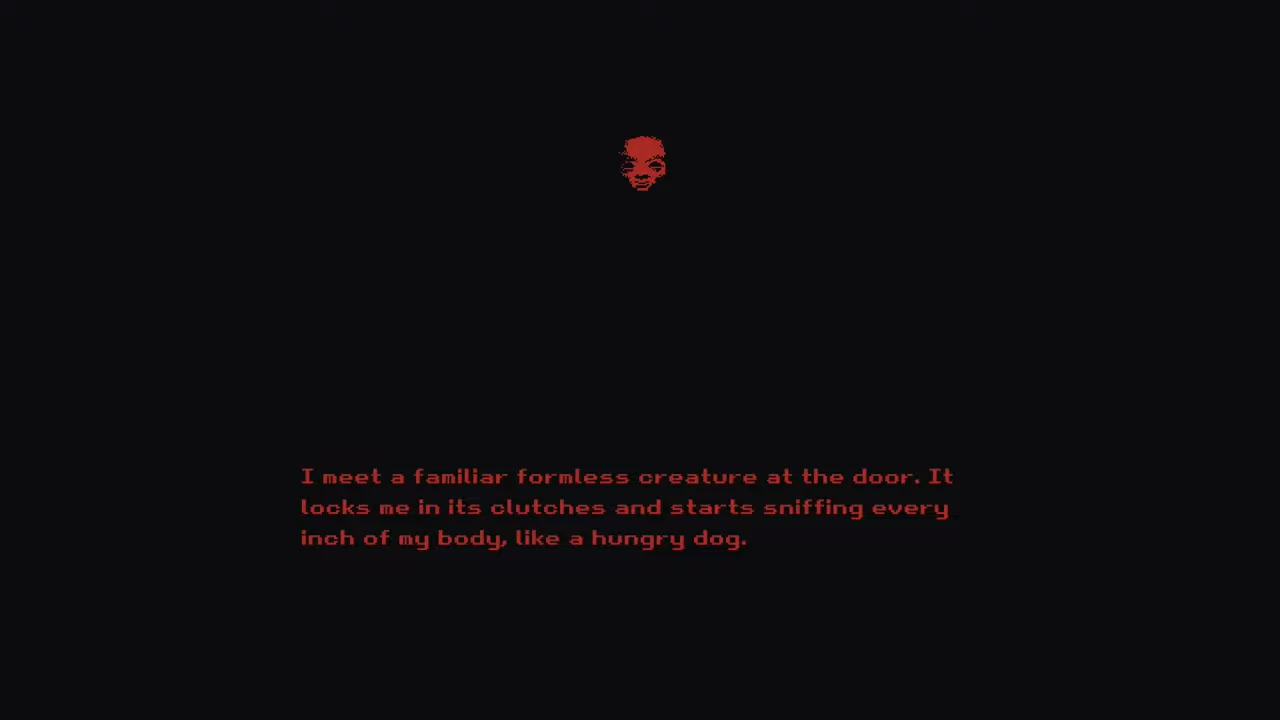 I meet a familiar formless creature at the door. It
locks me in its clutches and starts sniffing every
inch of my body, like a hungry dog.